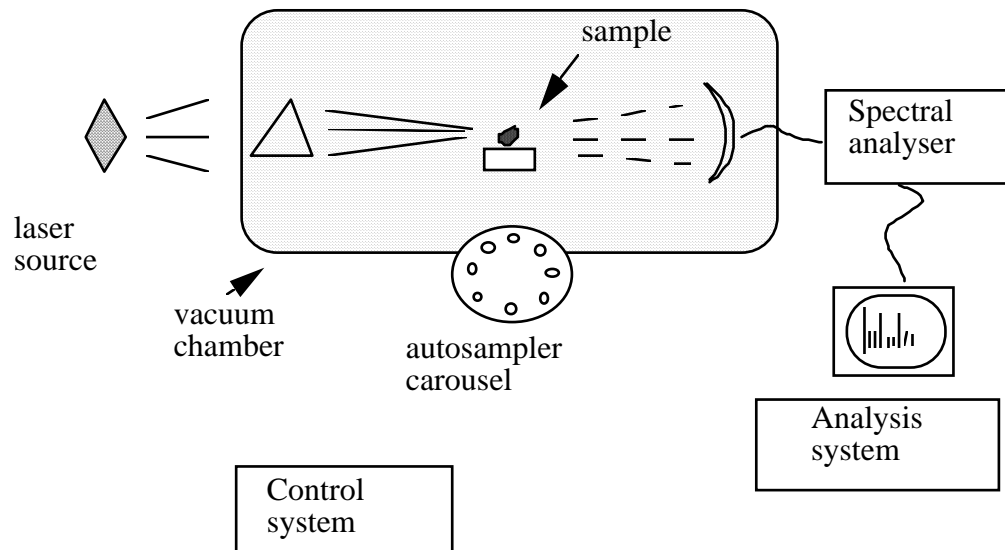 sample
Spectral
analyser
laser
source
vacuum
chamber
autosampler
carousel
Analysis
system
Control
system